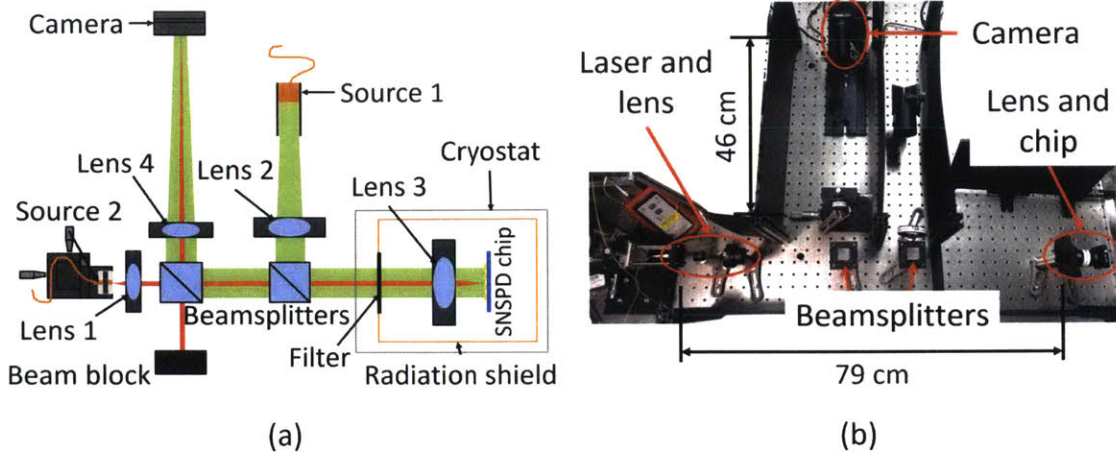 Camera
Source 1
Lens 4
Lens 2
Cryostat
Lens 3
Source 2
SNSPD chip
Lens 1
Beamsplitters
Filter
Beam block
Radiation shield
(a)
Camera
Laser and
lens
Lens and
chip
46 cm
Beamsplitters
79 cm
(b)